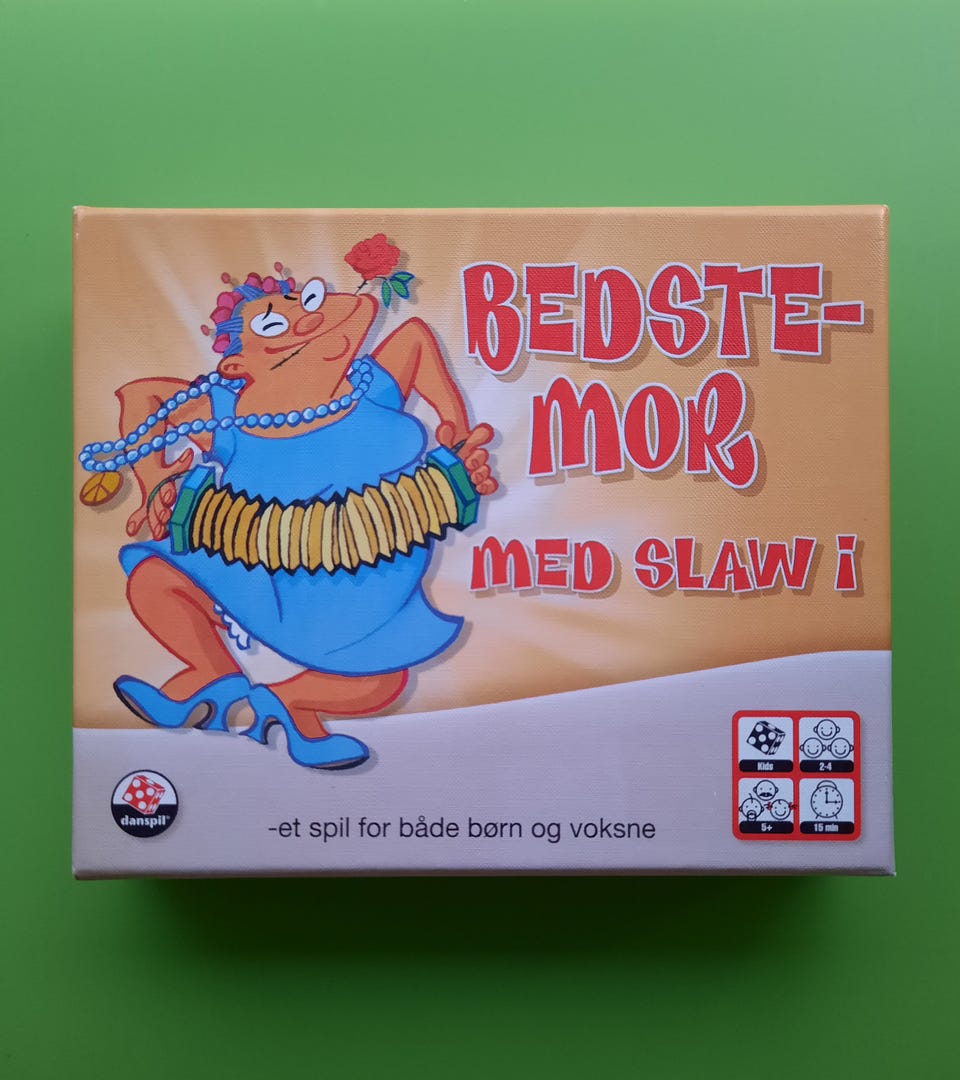 BEDSTE-
MOR
MED SLAW i
Kids
2-4
5+
15 min
danspil®
-et spil for både børn og voksne